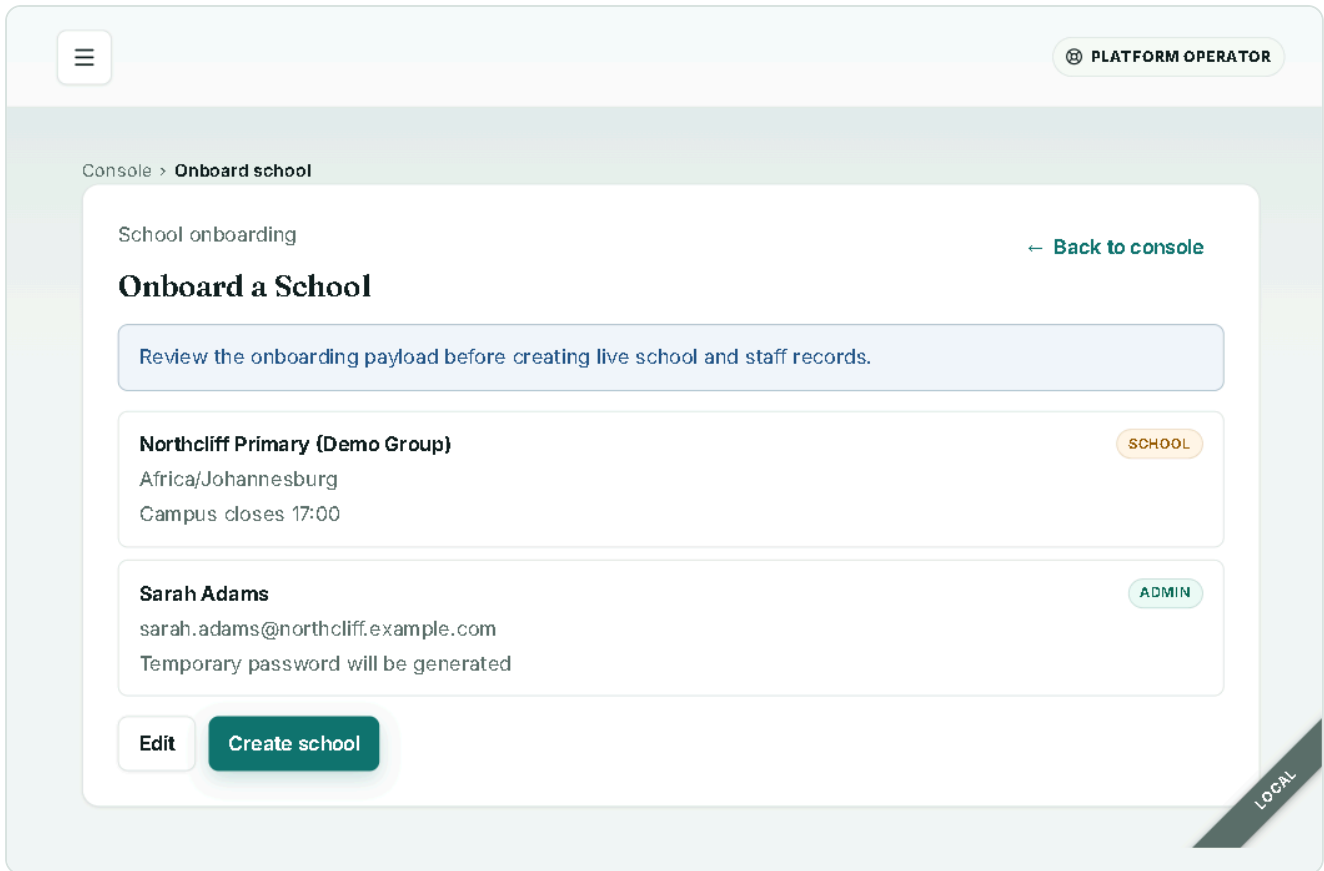 PLATFORM OPERATOR
Console › Onboard school
School onboarding
← Back to console
Onboard a School
Review the onboarding payload before creating live school and staff records.
Northcliff Primary (Demo Group)
SCHOOL
Africa/Johannesburg
Campus closes 17:00
Sarah Adams
ADMIN
sarah.adams@northcliff.example.com
Temporary password will be generated
Edit
Create school
LOCAL